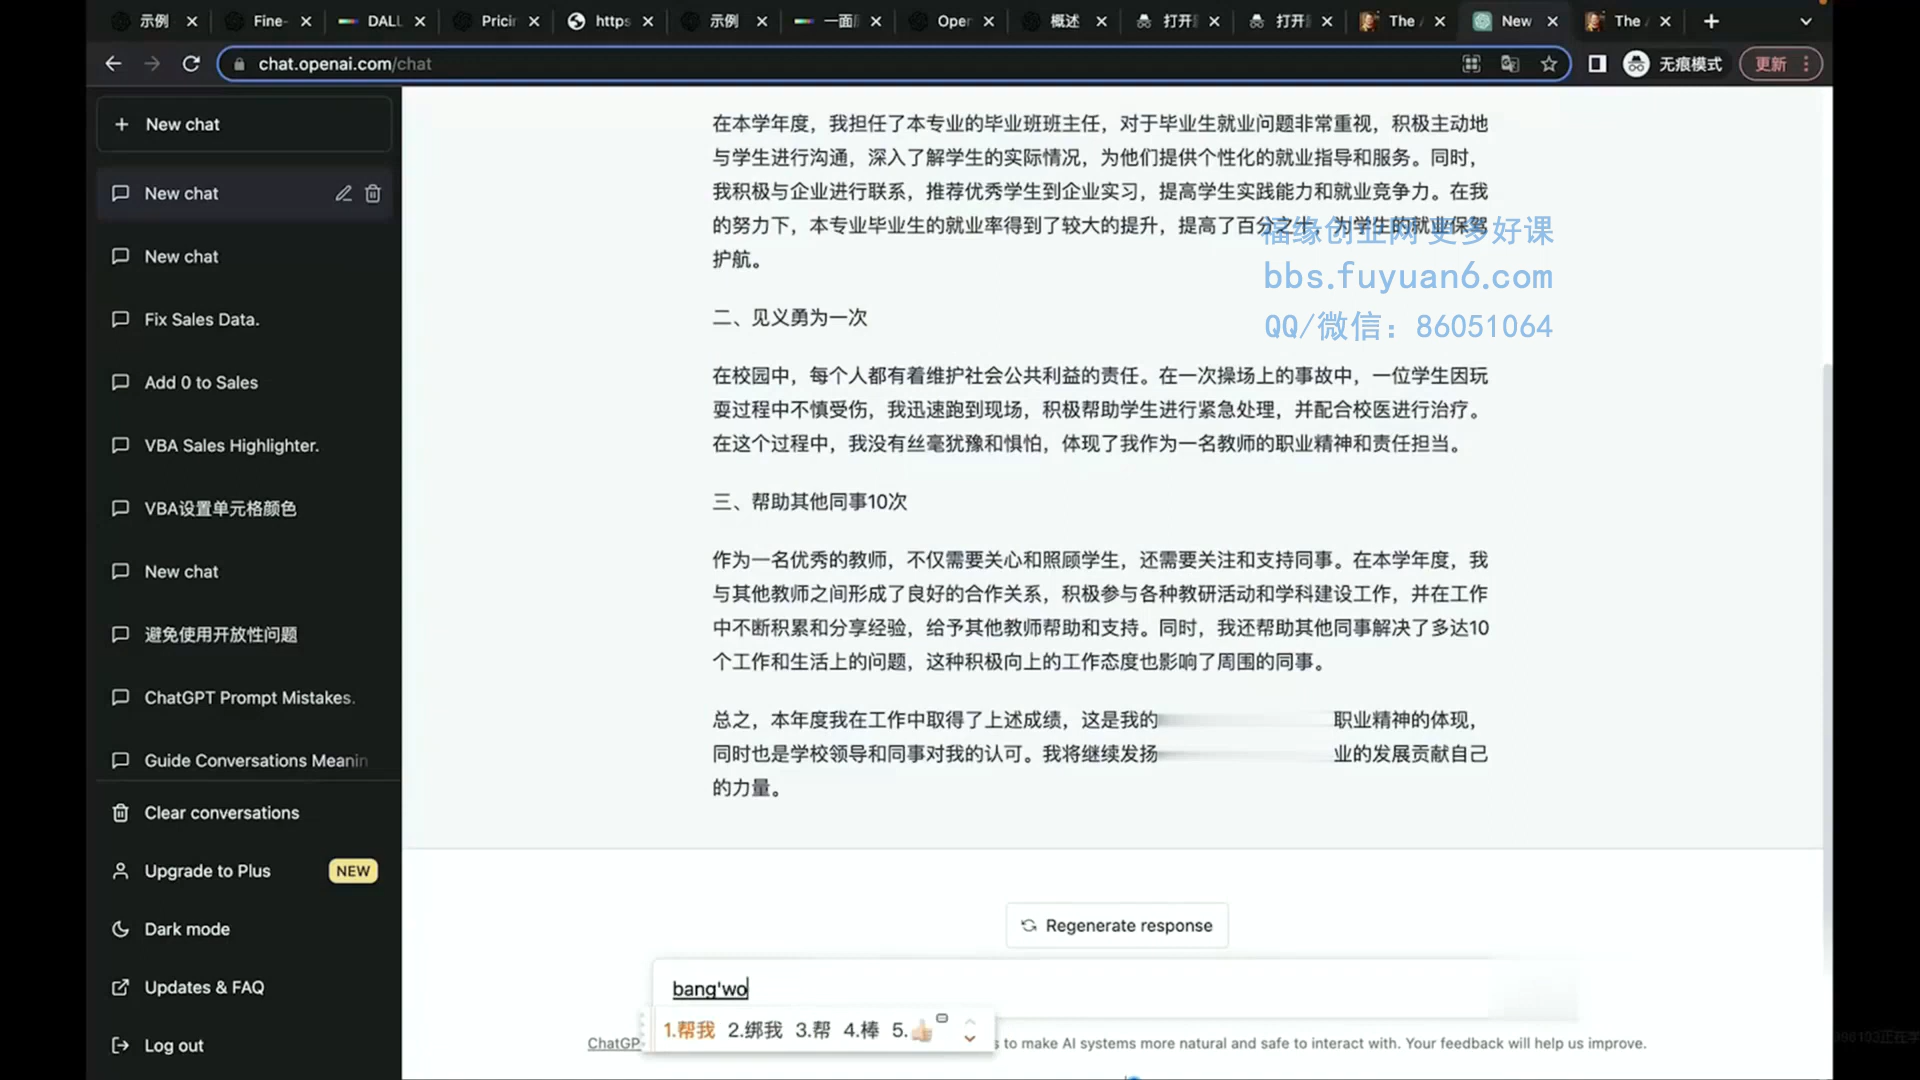 示例
Fine-
DALL
Pricin
https
示例
一面
Open
概述
打开
打开
The
New
The
chat.openai.com/chat
无痕模式
更新
New chat
New chat
New chat
Fix Sales Data.
Add 0 to Sales
VBA Sales Highlighter.
VBA设置单元格颜色
New chat
避免使用开放性问题
ChatGPT Prompt Mistakes.
Guide Conversations Meanin
Clear conversations
Upgrade to Plus
NEW
Dark mode
Updates & FAQ
Log out
在本学年度，我担任了本专业的毕业班班主任，对于毕业生就业问题非常重视，积极主动地
与学生进行沟通，深入了解学生的实际情况，为他们提供个性化的就业指导和服务。同时，
我积极与企业进行联系，推荐优秀学生到企业实习，提高学生实践能力和就业竞争力。在我
的努力下，本专业毕业生的就业率得到了较大的提升，提高了百分之十，为学生的就业保驾
护航。
福缘创业网 更多好课
bbs.fuyuan6.com
QQ/微信：86051064
二、见义勇为一次
在校园中，每个人都有着维护社会公共利益的责任。在一次操场上的事故中，一位学生因玩
耍过程中不慎受伤，我迅速跑到现场，积极帮助学生进行紧急处理，并配合校医进行治疗。
在这个过程中，我没有丝毫犹豫和惧怕，体现了我作为一名教师的职业精神和责任担当。
三、帮助其他同事10次
作为一名优秀的教师，不仅需要关心和照顾学生，还需要关注和支持同事。在本学年度，我
与其他教师之间形成了良好的合作关系，积极参与各种教研活动和学科建设工作，并在工作
中不断积累和分享经验，给予其他教师帮助和支持。同时，我还帮助其他同事解决了多达10
个工作和生活上的问题，这种积极向上的工作态度也影响了周围的同事。
总之，本年度我在工作中取得了上述成绩，这是我的 职业精神的体现，
同时也是学校领导和同事对我的认可。我将继续发扬 业的发展贡献自己
的力量。
Regenerate response
bang'wo
1.帮我 2.绑我 3.帮 4.棒 5.👍
ChatGP
s to make AI systems more natural and safe to interact with. Your feedback will help us improve.